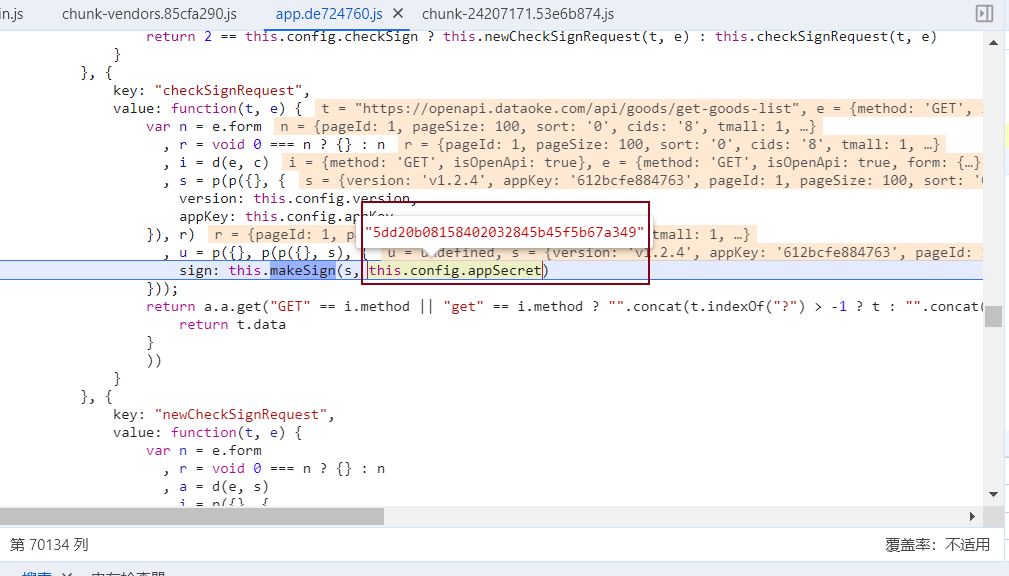 in.js chunk-vendors.85cfa290.js app.de724760.js × chunk-24207171.53e6b874.js
return 2 == this.config.checkSign ? this.newCheckSignRequest(t, e) : this.checkSignRequest(t, e)
}
}, {
key: "checkSignRequest",
value: function(t, e) { t = "https://openapi.dataoke.com/api/goods/get-goods-list", e = {method: 'GET',
var n = e.form n = {pageId: 1, pageSize: 100, sort: '0', cids: '8', tmall: 1, …}
, r = void 0 === n ? {} : n r = {pageId: 1, pageSize: 100, sort: '0', cids: '8', tmall: 1, …}
, i = d(e, c) i = {method: 'GET', isOpenApi: true}, e = {method: 'GET', isOpenApi: true, form: {…}
, s = p(p({}, { s = {version: 'v1.2.4', appKey: '612bcfe884763', pageId: 1, pageSize: 100, sort: '
version: this.config.version,
appKey: this.config.appKey
"5dd20b08158402032845b45f5b67a349"
}), r) r = {pageId: 1, tmall: 1, …}
, u = p({}, p(p({}, s), { u = undefined, s = {version: 'v1.2.4', appKey: '612bcfe884763', pageId:
sign: this.makeSign(s, this.config.appSecret)
}));
return a.a.get("GET" == i.method || "get" == i.method ? "".concat(t.indexOf("?") > -1 ? t : "".concat(
return t.data
}
))
}
}, {
key: "newCheckSignRequest",
value: function(t, e) {
var n = e.form
, r = void 0 === n ? {} : n
, a = d(e, s)
第 70134 列 覆盖率：不适用
搜索 ×